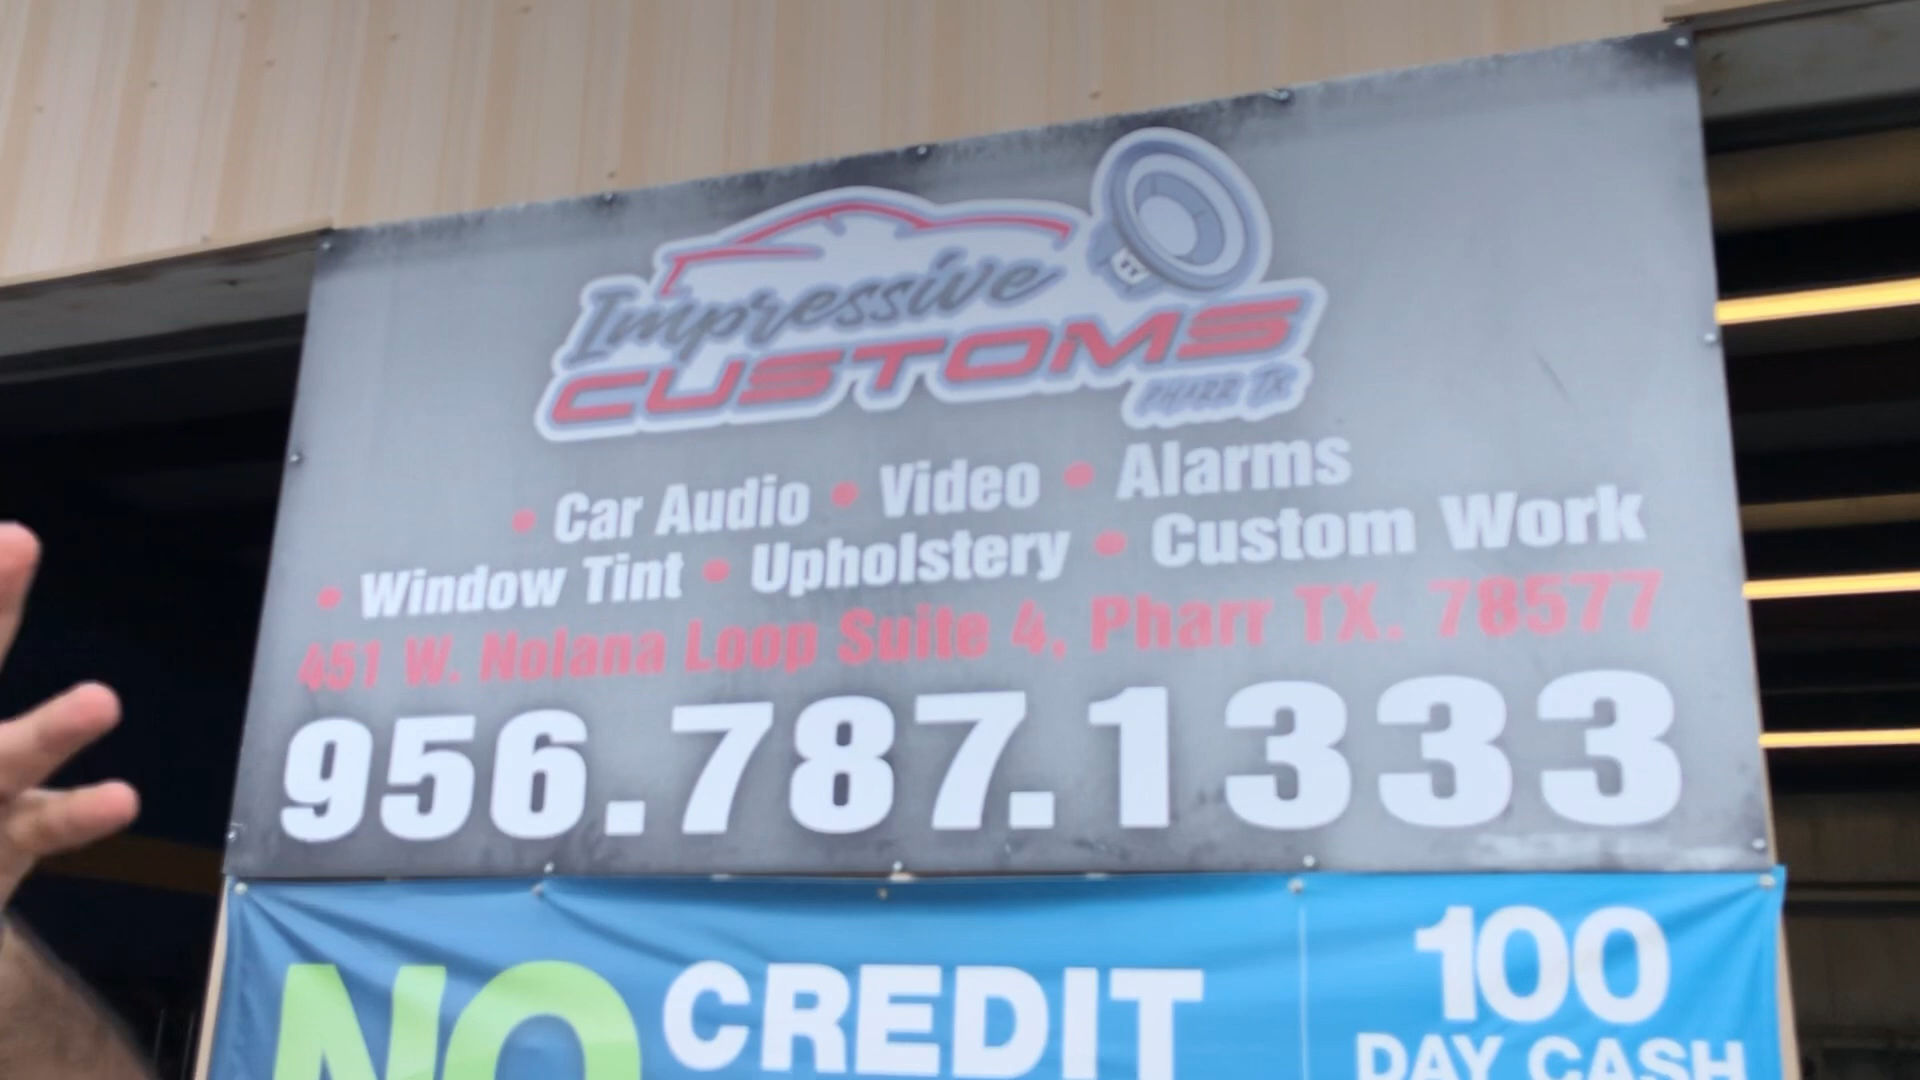 Impressive
CUSTOMS
PHARR TX
• Car Audio • Video • Alarms
• Window Tint • Upholstery • Custom Work
451 W. Nolana Loop Suite 4, Pharr TX. 78577
956.787.1333
NO CREDIT
100
DAY CASH